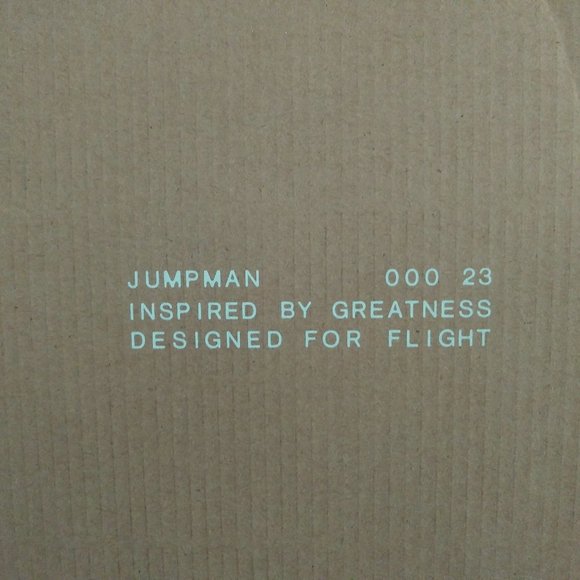 JUMPMAN 000 23
INSPIRED BY GREATNESS
DESIGNED FOR FLIGHT